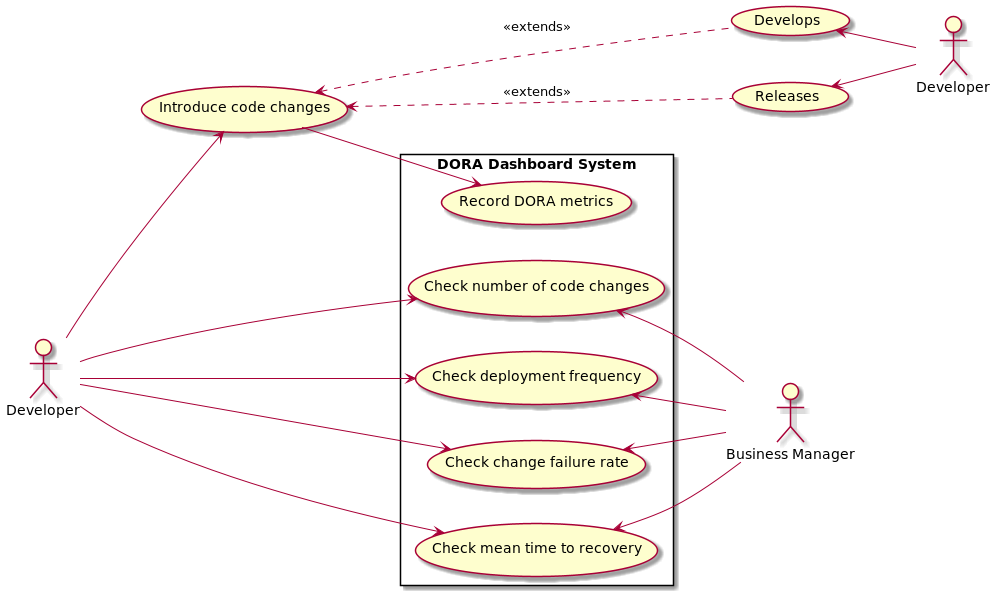 «extends»
Develops
Developer
«extends»
Releases
Introduce code changes
DORA Dashboard System
Record DORA metrics
Check number of code changes
Check deployment frequency
Developer
Business Manager
Check change failure rate
Check mean time to recovery